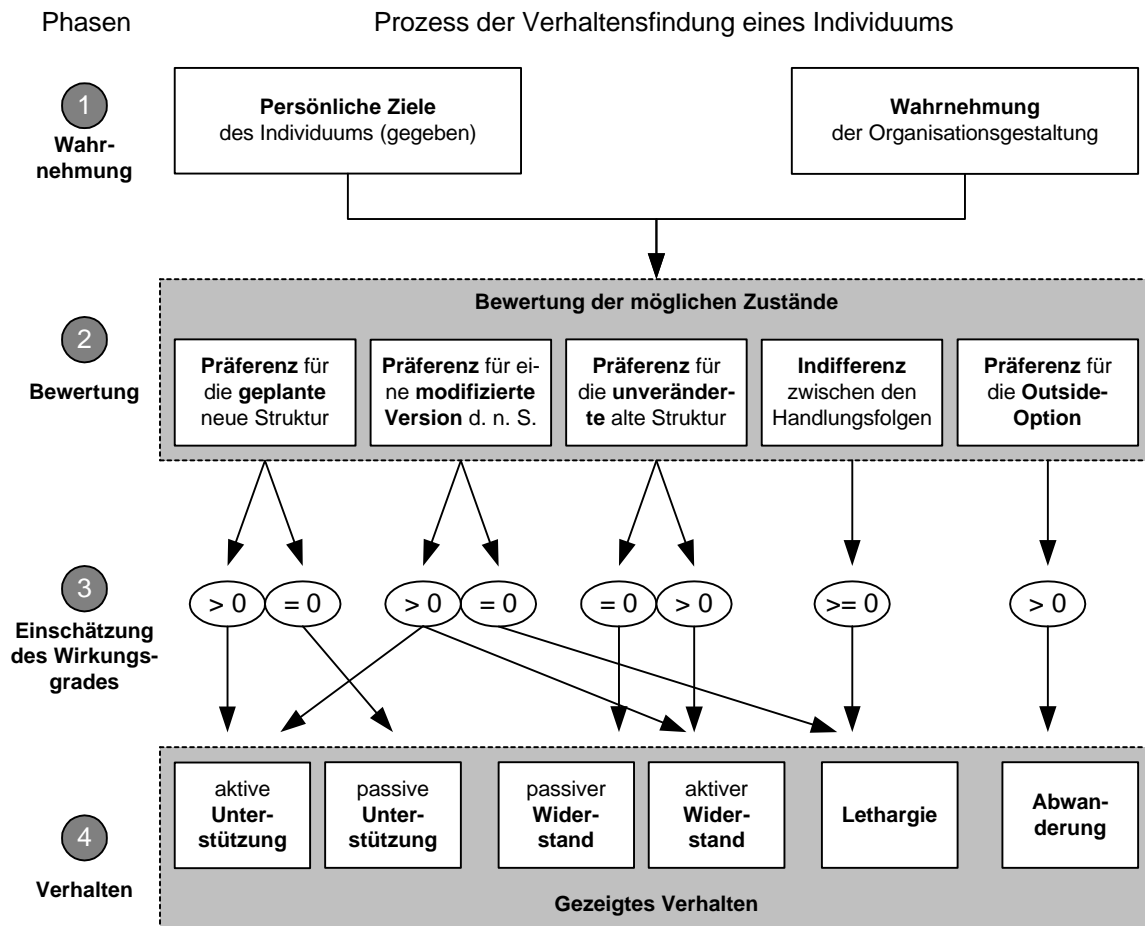 Phasen
Prozess der Verhaltensfindung eines Individuums
1
Wahr-
nehmung
Persönliche Ziele
des Individuums (gegeben)
Wahrnehmung
der Organisationsgestaltung
2
Bewertung
Bewertung der möglichen Zustände
Präferenz für
die geplante
neue Struktur
Präferenz für ei-
ne modifizierte
Version d. n. S.
Präferenz für
die unveränder-
te alte Struktur
Indifferenz
zwischen den
Handlungsfolgen
Präferenz für
die Outside-
Option
3
Einschätzung
des Wirkungs-
grades
> 0
= 0
> 0
= 0
= 0
> 0
>= 0
> 0
4
Verhalten
aktive
Unter-
stützung
passive
Unter-
stützung
passiver
Wider-
stand
aktiver
Wider-
stand
Lethargie
Abwan-
derung
Gezeigtes Verhalten